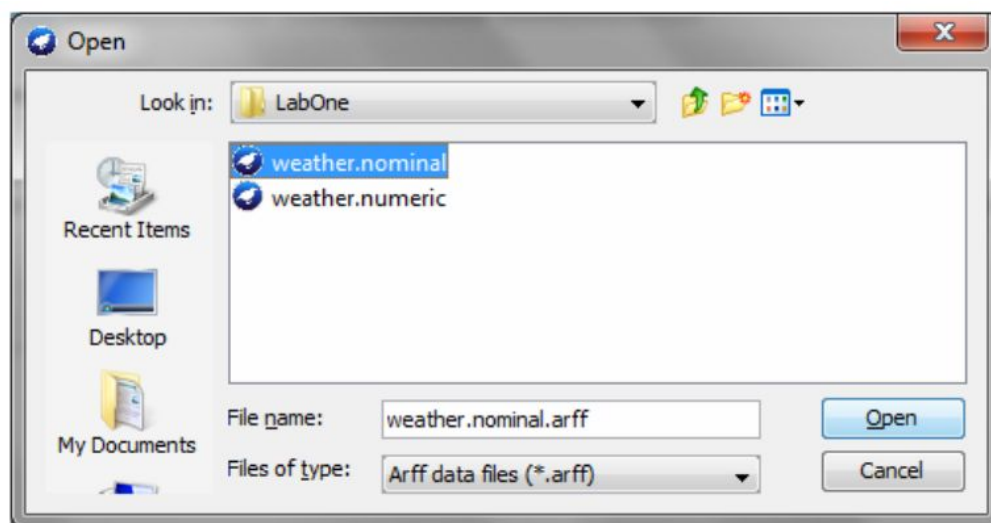 Open
Look in:
LabOne
weather.nominal
weather.numeric
Recent Items
Desktop
My Documents
File name:
weather.nominal.arff
Open
Files of type:
Arff data files (*.arff)
Cancel